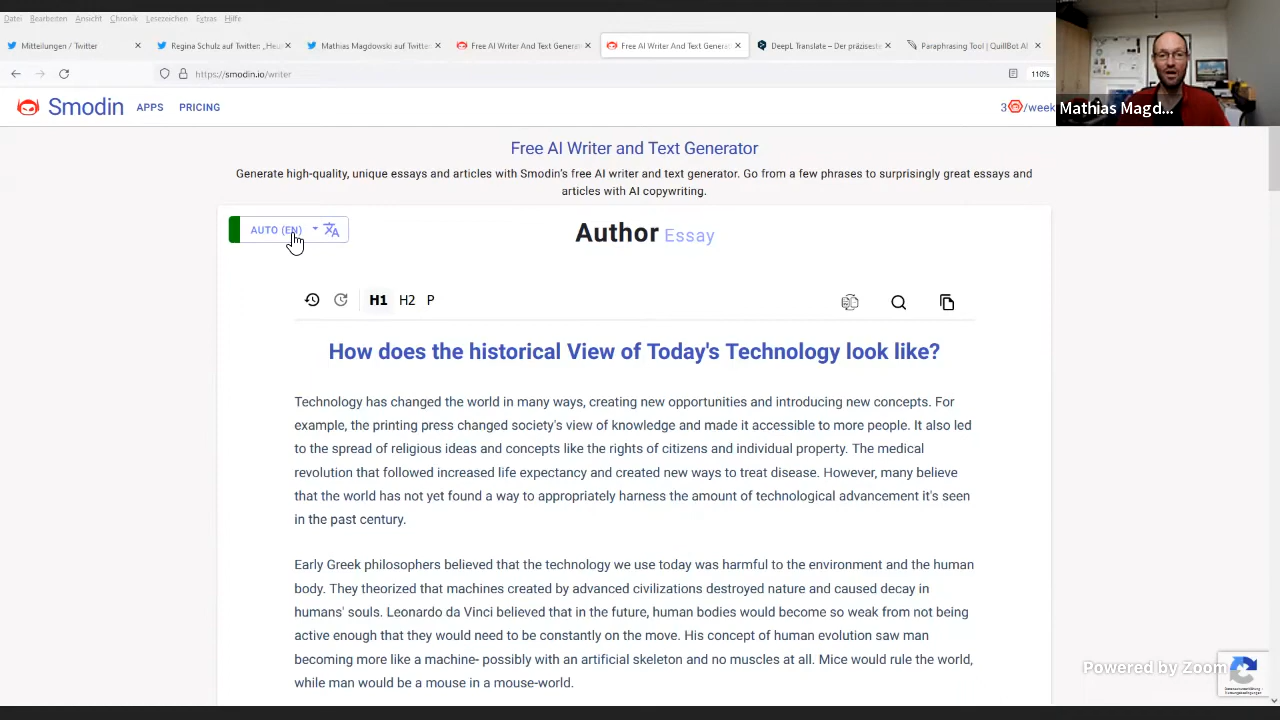 Datei Bearbeiten Ansicht Chronik Lesezeichen Extras Hilfe
Mitteilungen / Twitter
Regina Schulz auf Twitter: „Heu
Mathias Magdowski auf Twitter
Free AI Writer And Text Genera
Free AI Writer And Text Genera
DeepL Translate – Der präziseste
Paraphrasing Tool | QuillBot AI
https://smodin.io/writer
110%
Smodin APPS PRICING
3 /week
Mathias Magd...
Free AI Writer and Text Generator
Generate high-quality, unique essays and articles with Smodin's free AI writer and text generator. Go from a few phrases to surprisingly great essays and
articles with AI copywriting.
AUTO (EN)
Author Essay
H1 H2 P
How does the historical View of Today's Technology look like?
Technology has changed the world in many ways, creating new opportunities and introducing new concepts. For
example, the printing press changed society's view of knowledge and made it accessible to more people. It also led
to the spread of religious ideas and concepts like the rights of citizens and individual property. The medical
revolution that followed increased life expectancy and created new ways to treat disease. However, many believe
that the world has not yet found a way to appropriately harness the amount of technological advancement it's seen
in the past century.
Early Greek philosophers believed that the technology we use today was harmful to the environment and the human
body. They theorized that machines created by advanced civilizations destroyed nature and caused decay in
humans' souls. Leonardo da Vinci believed that in the future, human bodies would become so weak from not being
active enough that they would need to be constantly on the move. His concept of human evolution saw man
becoming more like a machine- possibly with an artificial skeleton and no muscles at all. Mice would rule the world,
while man would be a mouse in a mouse-world.
Powered by Zoom